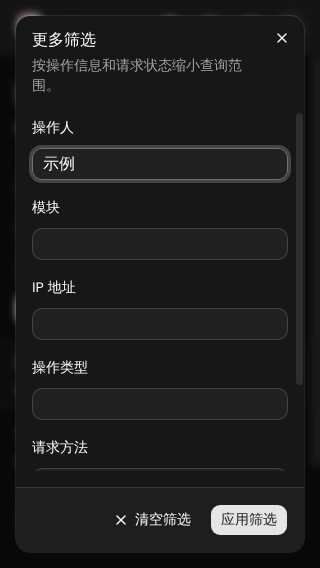 更多筛选
按操作信息和请求状态缩小查询范
围。
操作人
示例
模块
IP 地址
操作类型
请求方法
清空筛选
应用筛选